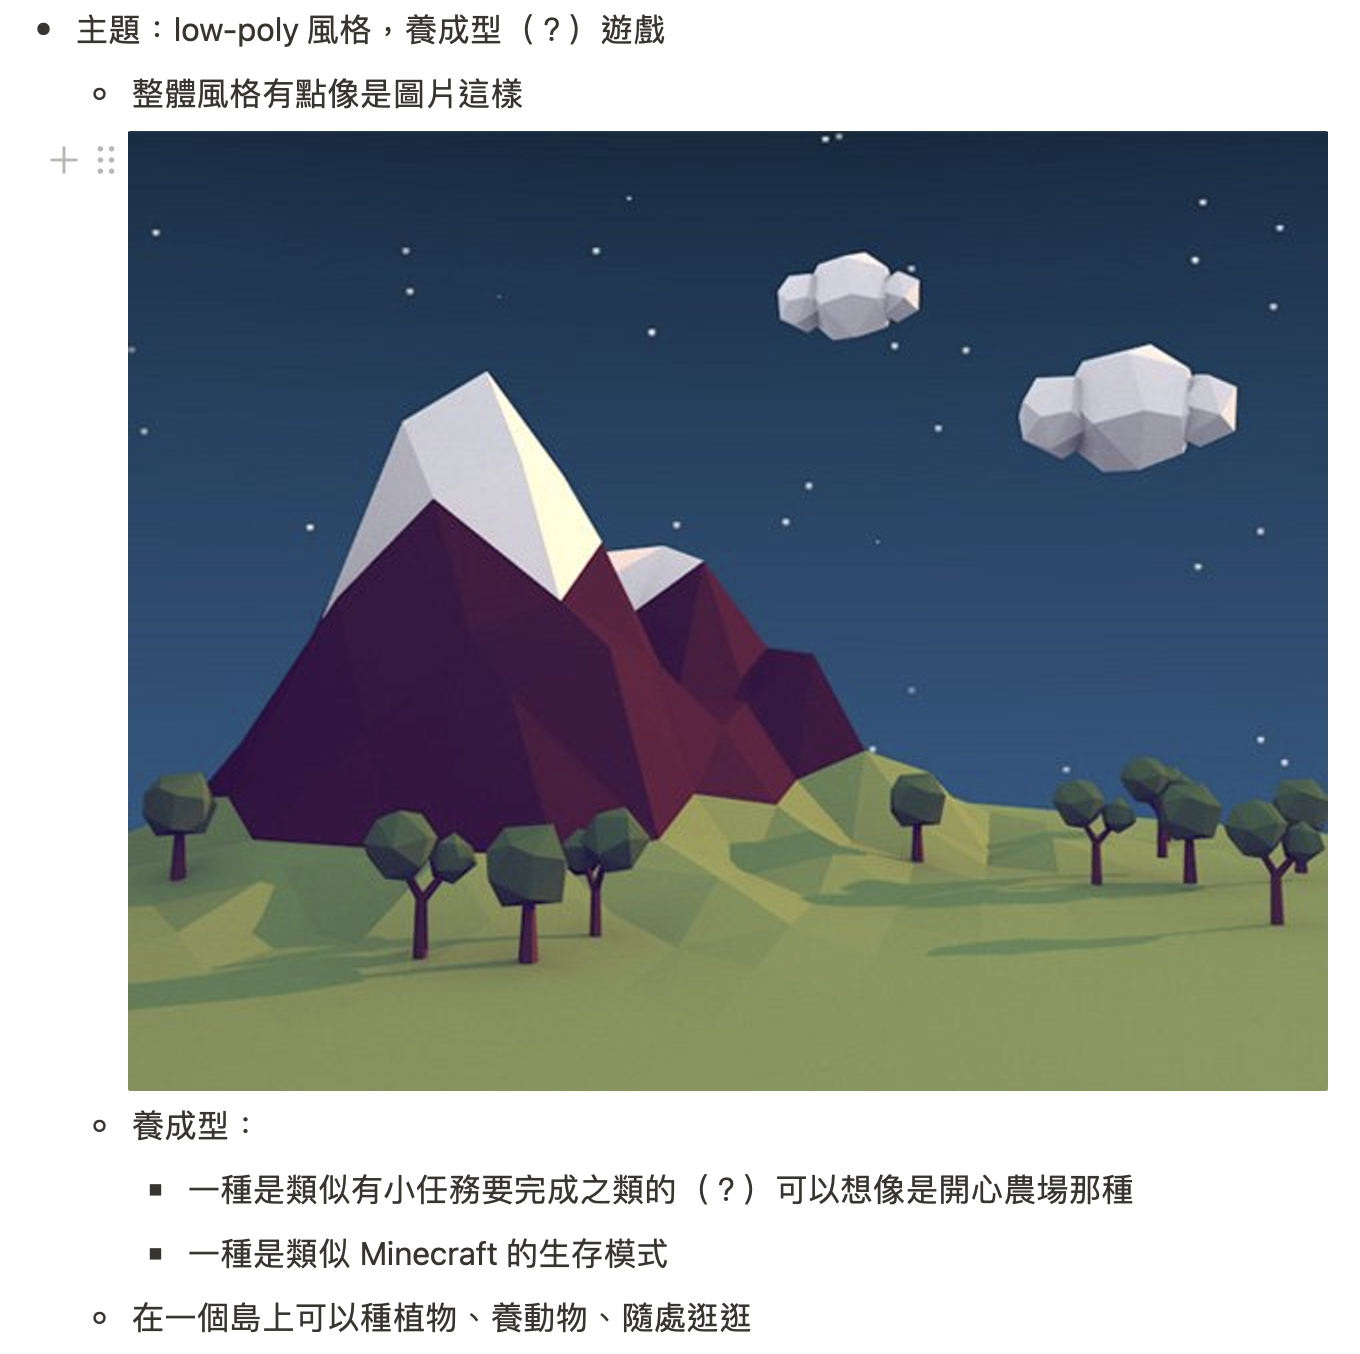 主題：low-poly 風格，養成型（?）遊戲
整體風格有點像是圖片這樣
養成型：
一種是類似有小任務要完成之類的（?）可以想像是開心農場那種
一種是類似 Minecraft 的生存模式
在一個島上可以種植物、養動物、隨處逛逛